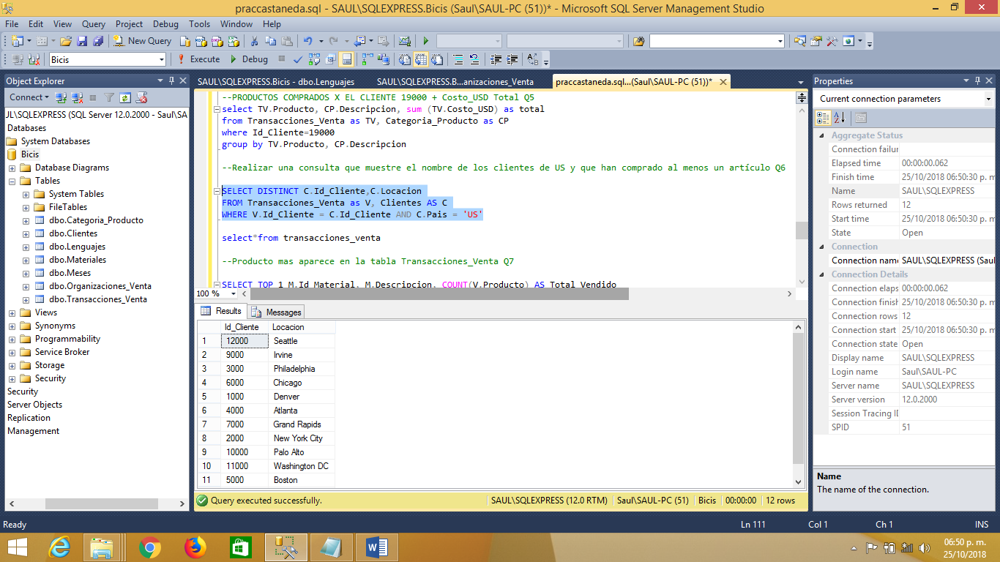 praccastaneda.sql - SAUL\SQLEXPRESS.Bicis (Saul\SAUL-PC (51))* - Microsoft SQL Server Management Studio
File Edit View Query Project Debug Tools Window Help
New Query
Bicis
Execute
Debug
Object Explorer
Connect
JL\SQLEXPRESS (SQL Server 12.0.2000 - Saul\SA
Databases
System Databases
Bicis
Database Diagrams
Tables
System Tables
FileTables
dbo.Categoria_Producto
dbo.Clientes
dbo.Lenguajes
dbo.Materiales
dbo.Meses
dbo.Organizaciones_Venta
dbo.Transacciones_Venta
Views
Synonyms
Programmability
Service Broker
Storage
Security
Security
Server Objects
Replication
Management
SAUL\SQLEXPRESS.Bicis - dbo.Lenguajes
SAUL\SQLEXPRESS.B...anizaciones_Venta
praccastaneda.sql...(Saul\SAUL-PC (51))*
--PRODUCTOS COMPRADOS X EL CLIENTE 19000 + Costo_USD Total Q5
select TV.Producto, CP.Descripcion, sum (TV.Costo_USD) as total
from Transacciones_Venta as TV, Categoria_Producto as CP
where Id_Cliente=19000
group by TV.Producto, CP.Descripcion
--Realizar una consulta que muestre el nombre de los clientes de US y que han comprado al menos un artículo Q6
SELECT DISTINCT C.Id_Cliente,C.Locacion
FROM Transacciones_Venta as V, Clientes AS C
WHERE V.Id_Cliente = C.Id_Cliente AND C.Pais = 'US'
select*from transacciones_venta
--Producto mas aparece en la tabla Transacciones_Venta Q7
SELECT TOP 1 M.Id_Material, M.Descripcion, COUNT(V.Producto) AS Total_Vendido
100 %
Results
Messages
Id_Cliente Locacion
1 12000 Seattle
2 9000 Irvine
3 3000 Philadelphia
4 6000 Chicago
5 1000 Denver
6 4000 Atlanta
7 7000 Grand Rapids
8 2000 New York City
9 10000 Palo Alto
10 11000 Washington DC
11 5000 Boston
Query executed successfully.
SAUL\SQLEXPRESS (12.0 RTM)
Saul\SAUL-PC (51)
Bicis
00:00:00
12 rows
Properties
Current connection parameters
Aggregate Status
Connection failur
Elapsed time 00:00:00.062
Finish time 25/10/2018 06:50:30 p. m
Name SAUL\SQLEXPRESS
Rows returned 12
Start time 25/10/2018 06:50:30 p. m
State Open
Connection
Connection name SAUL\SQLEXPRESS (Saul
Connection Details
Connection elaps 00:00:00.062
Connection finish 25/10/2018 06:50:30 p. m
Connection rows 12
Connection start 25/10/2018 06:50:30 p. m
Connection state Open
Display name SAUL\SQLEXPRESS
Login name Saul\SAUL-PC
Server name SAUL\SQLEXPRESS
Server version 12.0.2000
Session Tracing ID
SPID 51
Name
The name of the connection.
Ready
Ln 111
Col 1
Ch 1
INS
06:50 p. m.
25/10/2018